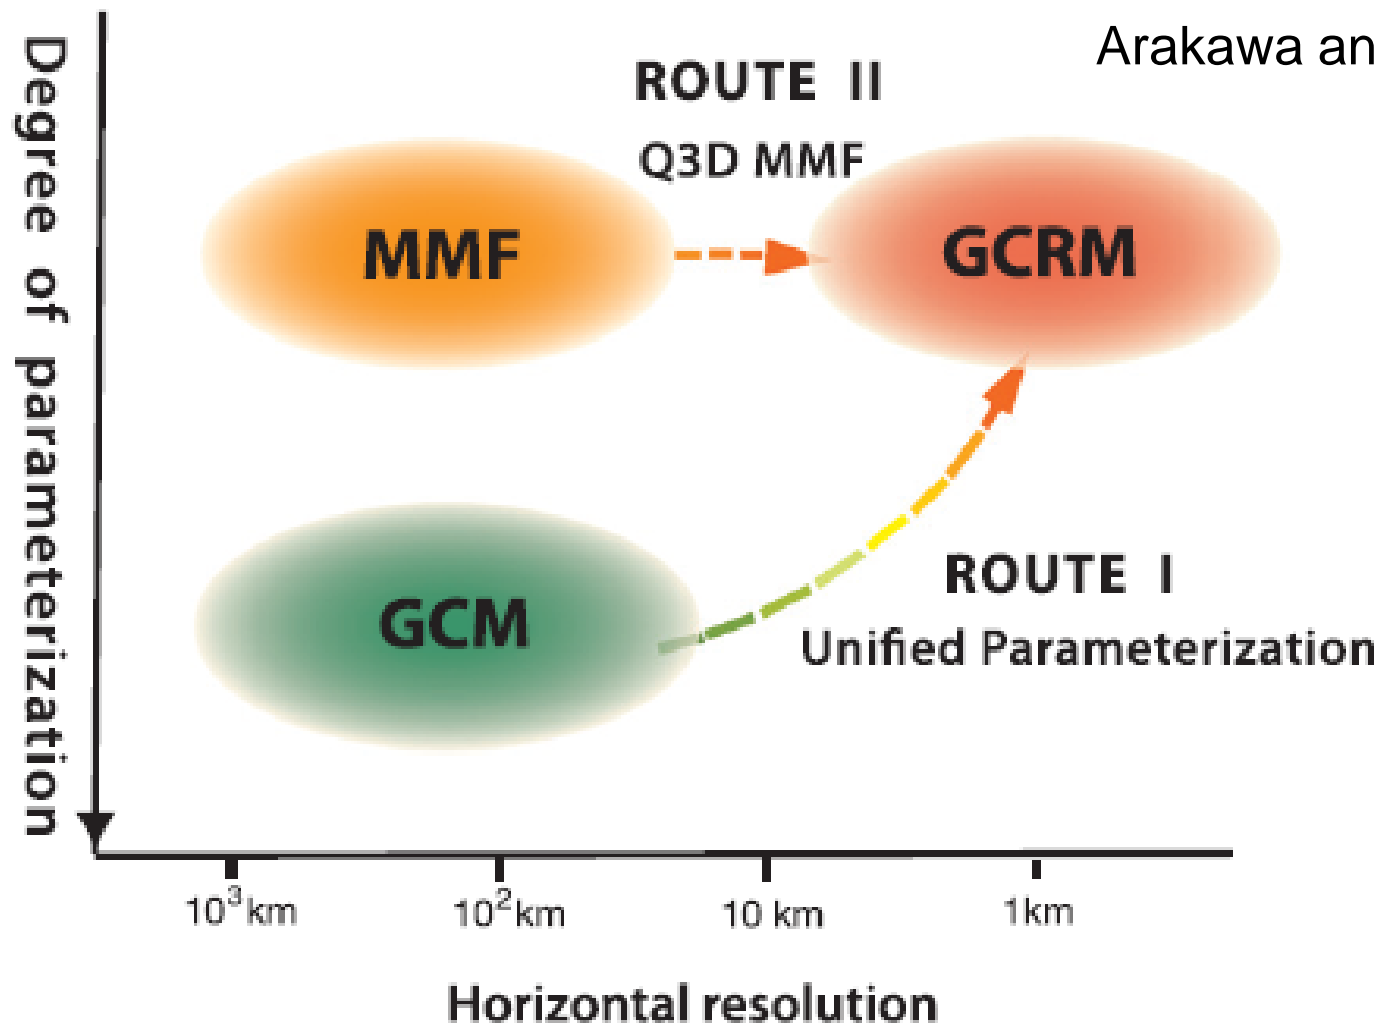 Arakawa an
ROUTE II
Q3D MMF
MMF
GCRM
Degree of parameterization
GCM
ROUTE I
Unified Parameterization
10³km
10²km
10 km
1km
Horizontal resolution